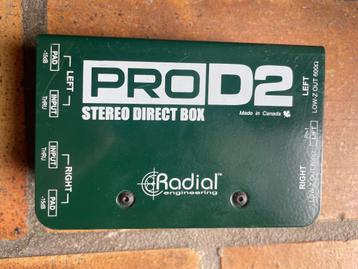 PAD
-15dB
LEFT
INPUT
THRU
INPUT
THRU
RIGHT
PAD
-15dB
PRO D2
STEREO DIRECT BOX
Made in Canada
Radial
engineering
LEFT
LOW-Z OUT 600Ω
LIFT
RIGHT